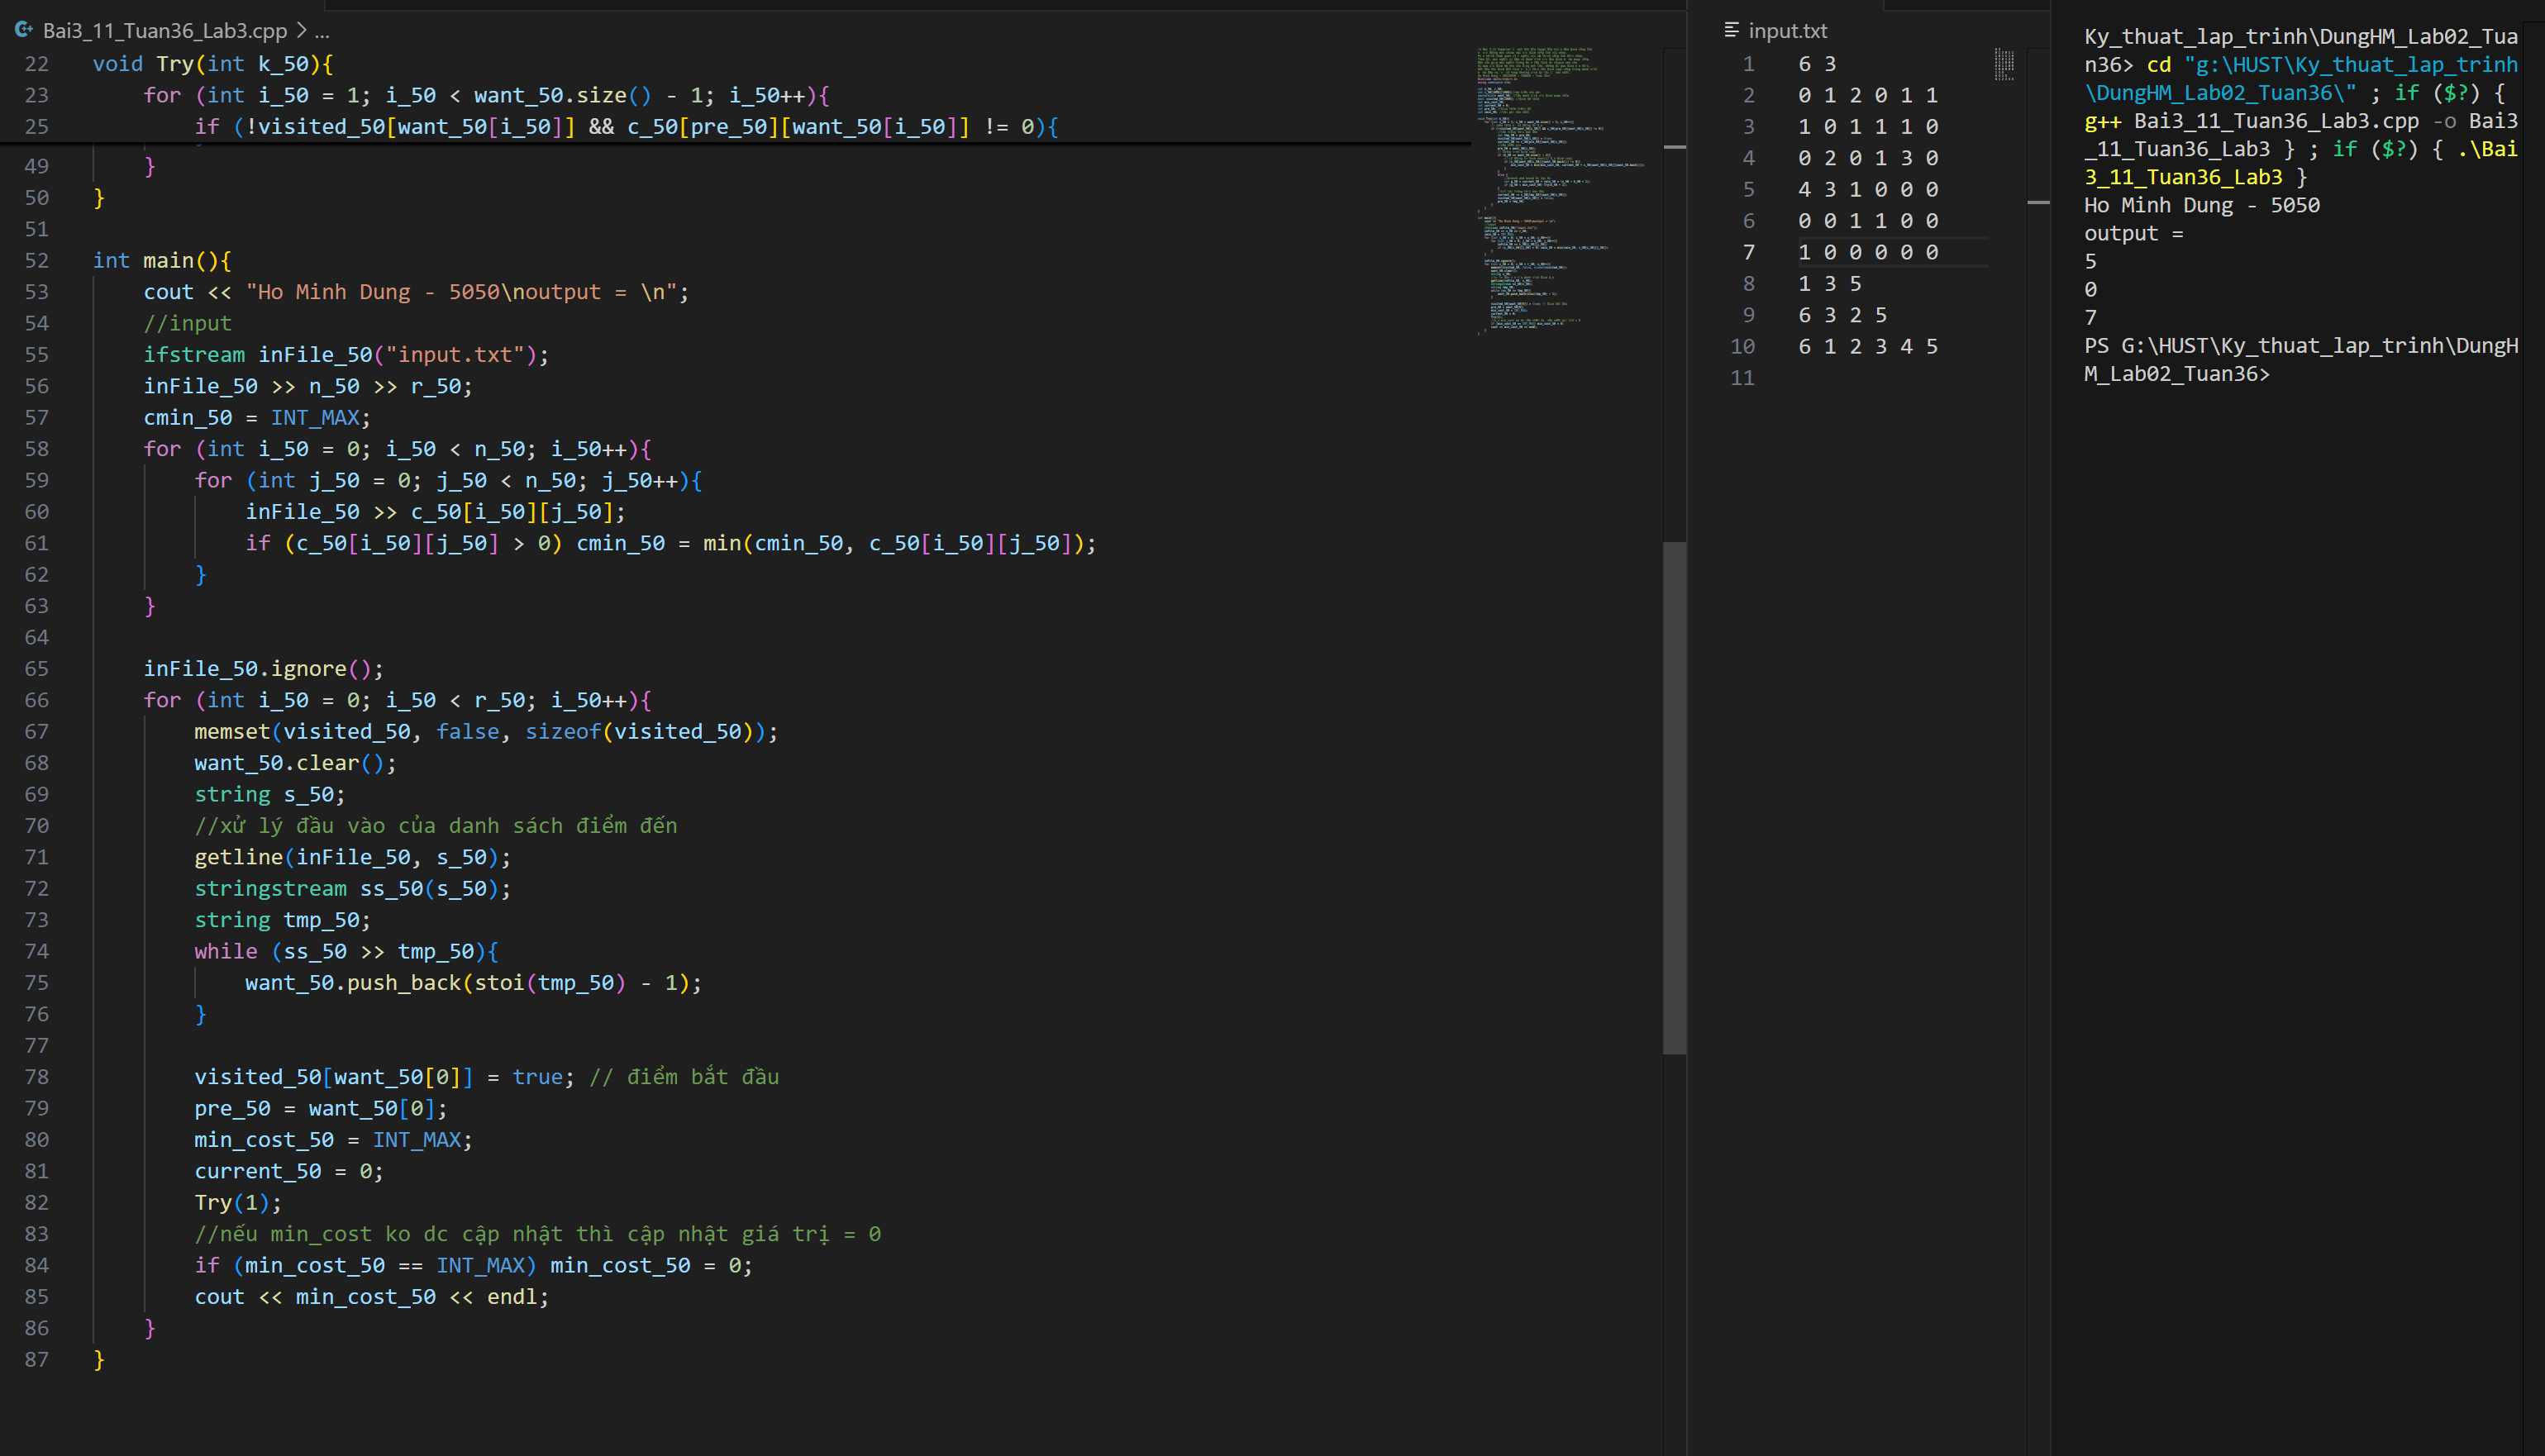 Bai3_11_Tuan36_Lab3.cpp > ...
22 void Try(int k_50){
23 for (int i_50 = 1; i_50 < want_50.size() - 1; i_50++){
25 if (!visited_50[want_50[i_50]] && c_50[pre_50][want_50[i_50]] != 0){
49 }
50 }
51
52 int main(){
53 cout << "Ho Minh Dung - 5050\noutput = \n";
54 //input
55 ifstream inFile_50("input.txt");
56 inFile_50 >> n_50 >> r_50;
57 cmin_50 = INT_MAX;
58 for (int i_50 = 0; i_50 < n_50; i_50++){
59 for (int j_50 = 0; j_50 < n_50; j_50++){
60 inFile_50 >> c_50[i_50][j_50];
61 if (c_50[i_50][j_50] > 0) cmin_50 = min(cmin_50, c_50[i_50][j_50]);
62 }
63 }
64
65 inFile_50.ignore();
66 for (int i_50 = 0; i_50 < r_50; i_50++){
67 memset(visited_50, false, sizeof(visited_50));
68 want_50.clear();
69 string s_50;
70 //xử lý đầu vào của danh sách điểm đến
71 getline(inFile_50, s_50);
72 stringstream ss_50(s_50);
73 string tmp_50;
74 while (ss_50 >> tmp_50){
75 want_50.push_back(stoi(tmp_50) - 1);
76 }
77
78 visited_50[want_50[0]] = true; // điểm bắt đầu
79 pre_50 = want_50[0];
80 min_cost_50 = INT_MAX;
81 current_50 = 0;
82 Try(1);
83 //nếu min_cost ko dc cập nhật thì cập nhật giá trị = 0
84 if (min_cost_50 == INT_MAX) min_cost_50 = 0;
85 cout << min_cost_50 << endl;
86 }
87 }
input.txt
1 6 3
2 0 1 2 0 1 1
3 1 0 1 1 1 0
4 0 2 0 1 3 0
5 4 3 1 0 0 0
6 0 0 1 1 0 0
7 1 0 0 0 0 0
8 1 3 5
9 6 3 2 5
10 6 1 2 3 4 5
11
Ky_thuat_lap_trinh\DungHM_Lab02_Tua
n36> cd "g:\HUST\Ky_thuat_lap_trinh
\DungHM_Lab02_Tuan36\" ; if ($?) {
g++ Bai3_11_Tuan36_Lab3.cpp -o Bai3
_11_Tuan36_Lab3 } ; if ($?) { .\Bai
3_11_Tuan36_Lab3 }
Ho Minh Dung - 5050
output =
5
0
7
PS G:\HUST\Ky_thuat_lap_trinh\DungH
M_Lab02_Tuan36>